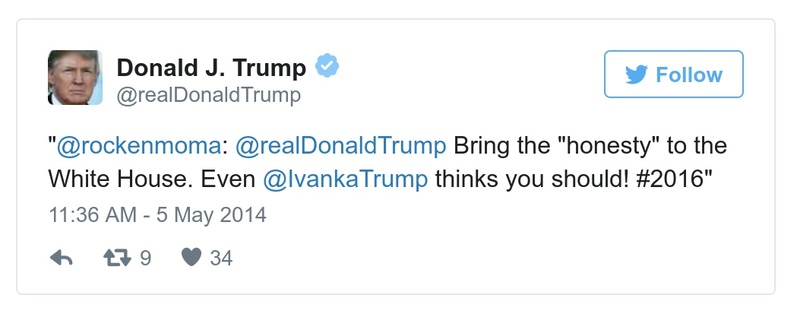 Donald J. Trump
@realDonaldTrump
Follow
"@rockenmoma: @realDonaldTrump Bring the "honesty" to the
White House. Even @IvankaTrump thinks you should! #2016"
11:36 AM - 5 May 2014
9 34